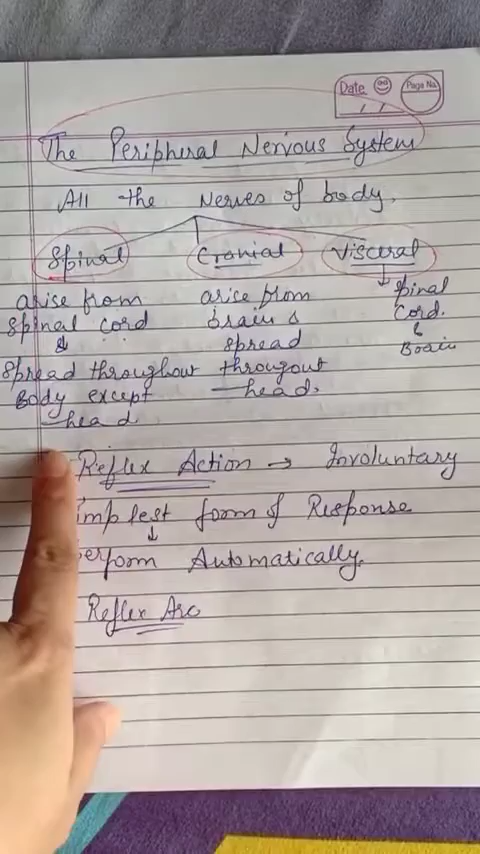 Date
Page No.
The Peripheral Nervous System
All the Nerves of body.
Spinal Cranial Visceral
arise from arise from Spinal
spinal cord brain & Cord.
& spread &
Spread throughout througout Brain
Body except head.
head
Reflex Action → Involuntary
implest form of Response
↓
erform Automatically.
Reflex Arc